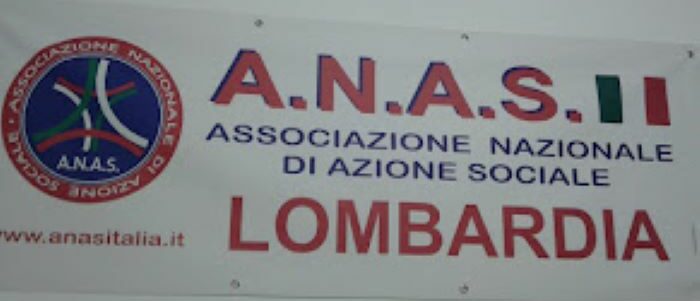 ASSOCIAZIONE NAZIONALE DI AZIONE SOCIALE
A.N.A.S.
www.anasitalia.it
A.N.A.S.
ASSOCIAZIONE NAZIONALE
DI AZIONE SOCIALE
LOMBARDIA